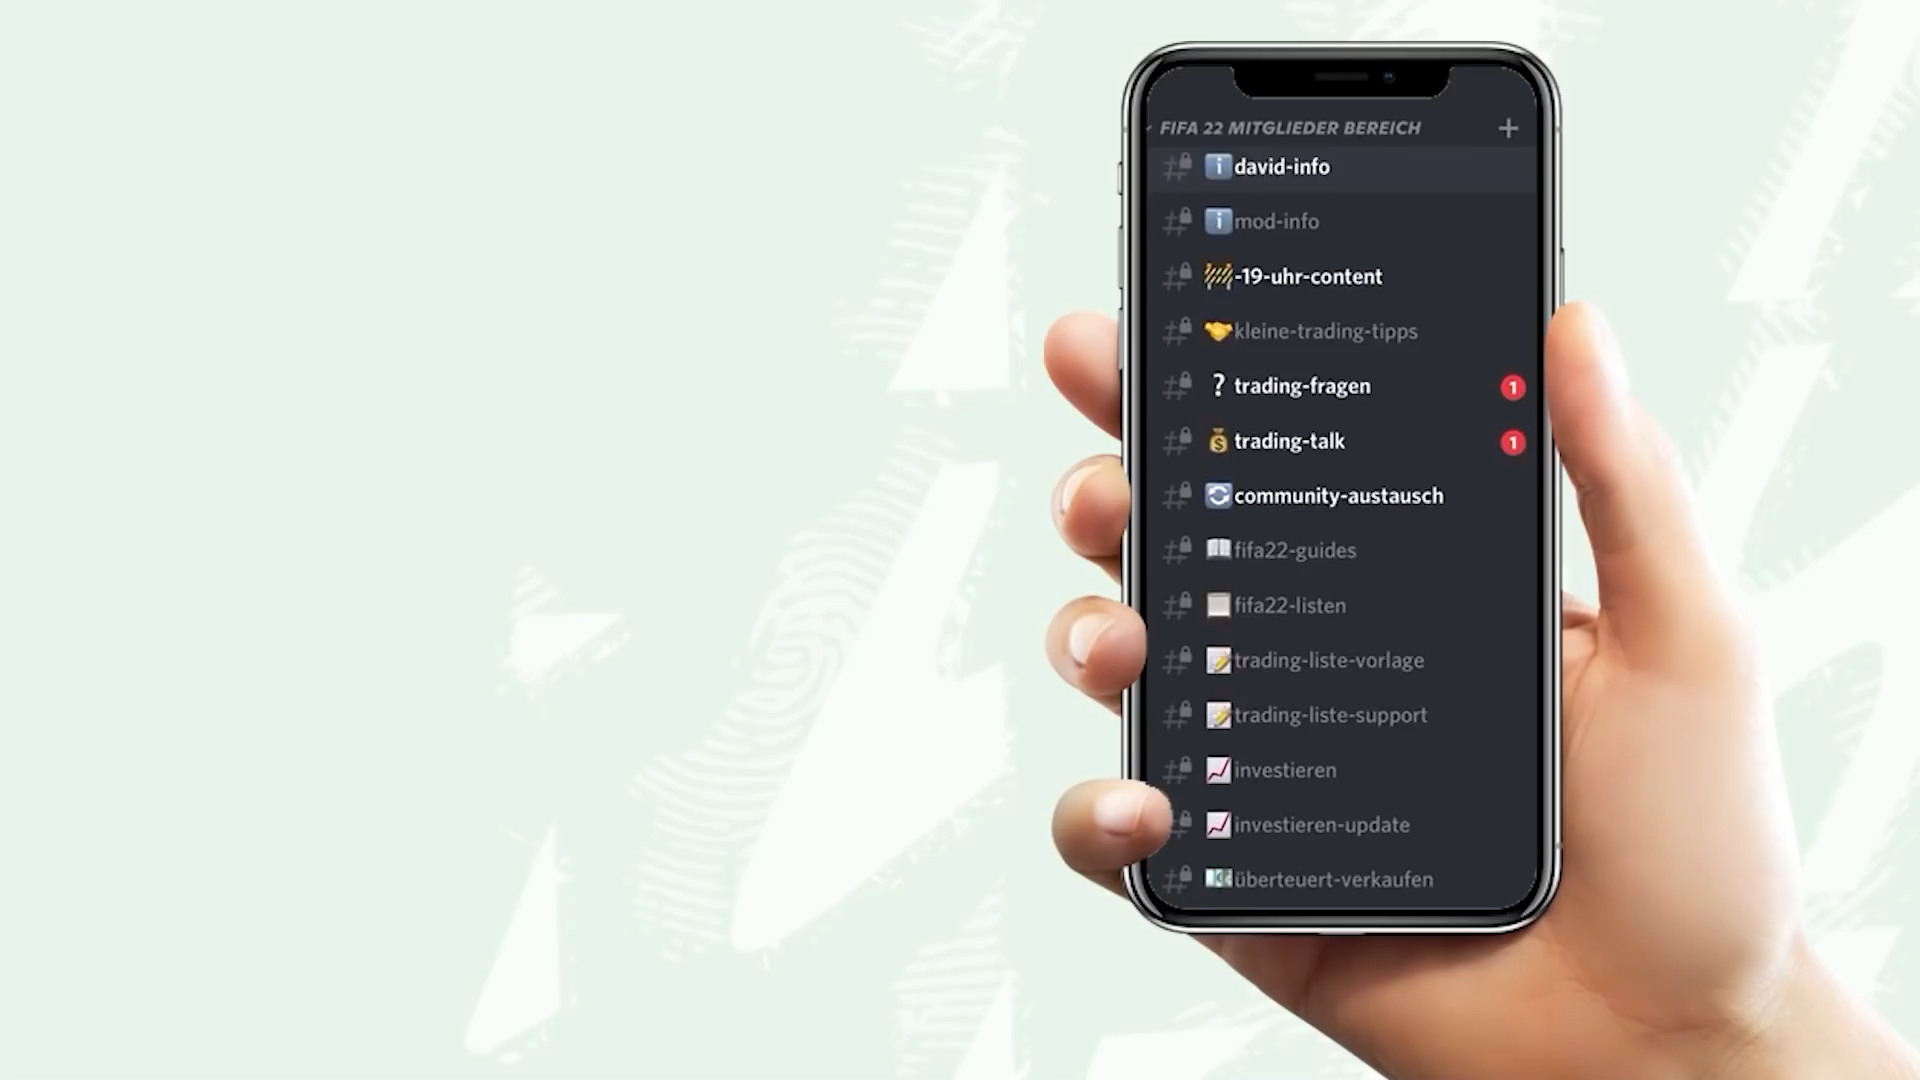 FIFA 22 MITGLIEDER BEREICH
david-info
mod-info
-19-uhr-content
kleine-trading-tipps
trading-fragen 1
trading-talk 1
community-austausch
fifa22-guides
fifa22-listen
trading-liste-vorlage
trading-liste-support
investieren
investieren-update
überteuert-verkaufen